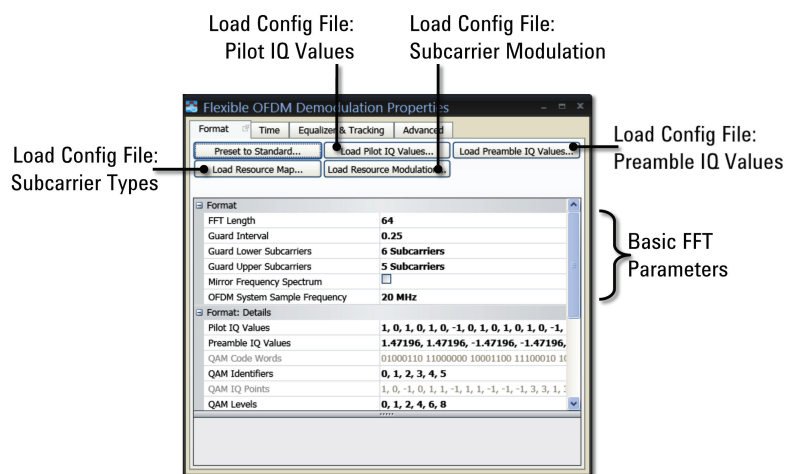 Load Config File:
Pilot IQ Values
Load Config File:
Subcarrier Modulation
Load Config File:
Preamble IQ Values
Load Config File:
Subcarrier Types
Basic FFT
Parameters
Flexible OFDM Demodulation Properties
Format Time Equalizer & Tracking Advanced
Preset to Standard... Load Pilot IQ Values... Load Preamble IQ Values...
Load Resource Map... Load Resource Modulation...
Format
FFT Length 64
Guard Interval 0.25
Guard Lower Subcarriers 6 Subcarriers
Guard Upper Subcarriers 5 Subcarriers
Mirror Frequency Spectrum
OFDM System Sample Frequency 20 MHz
Format: Details
Pilot IQ Values 1, 0, 1, 0, 1, 0, -1, 0, 1, 0, 1, 0, 1, 0, -1,
Preamble IQ Values 1.47196, 1.47196, -1.47196, -1.47196,
QAM Code Words 01000110 11000000 10001100 11100010 10
QAM Identifiers 0, 1, 2, 3, 4, 5
QAM IQ Points 1, 0, -1, 0, 1, 1, -1, 1, 1, -1, -1, -1, 3, 3, 1,
QAM Levels 0, 1, 2, 4, 6, 8